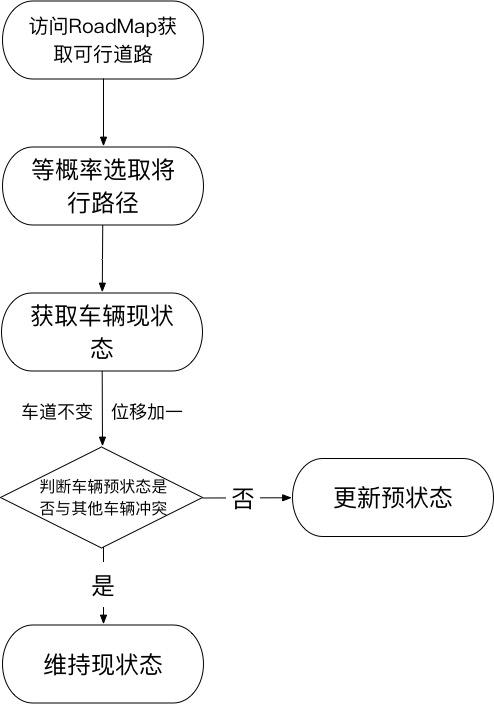 访问RoadMap获
取可行道路
等概率选取将
行路径
获取车辆现状
态
车道不变 位移加一
判断车辆预状态是
否与其他车辆冲突
否
更新预状态
是
维持现状态